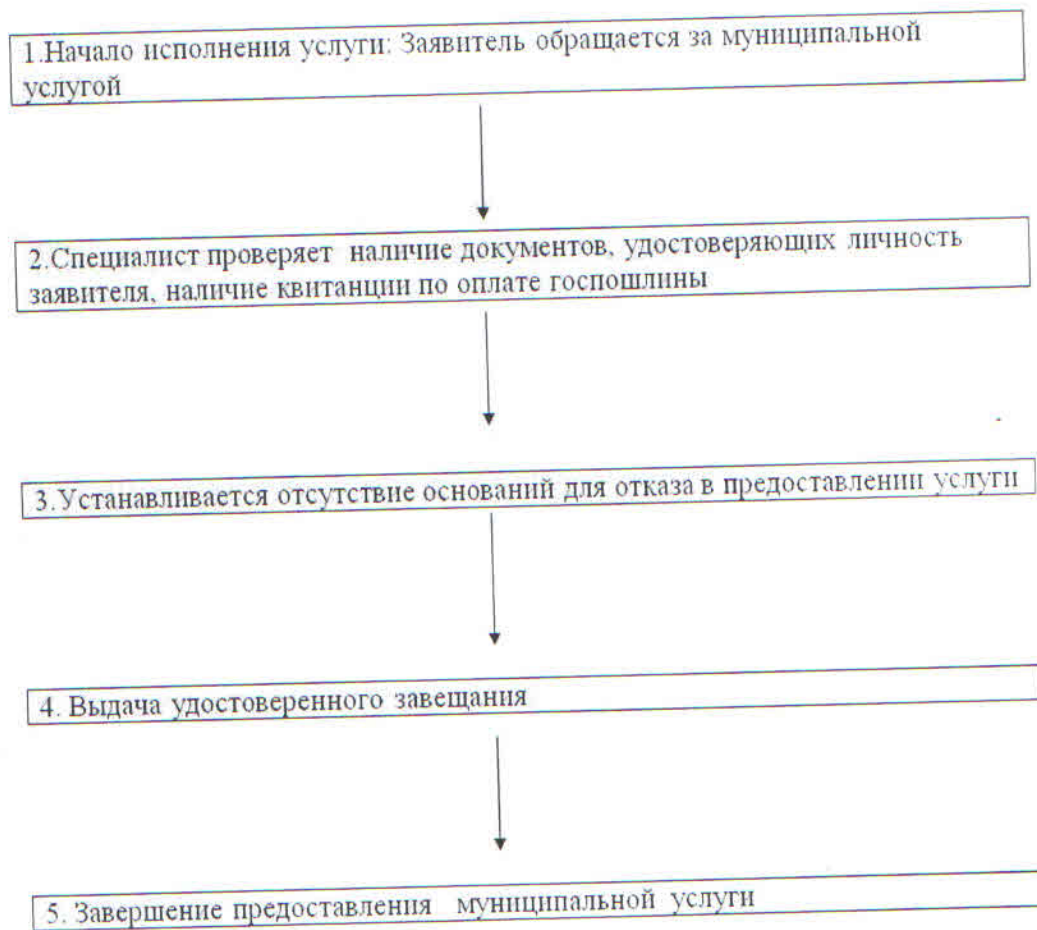 1.Начало исполнения услуги: Заявитель обращается за муниципальной
услугой
2.Специалист проверяет наличие документов, удостоверяющих личность
заявителя, наличие квитанции по оплате госпошлины
3.Устанавливается отсутствие оснований для отказа в предоставлении услуги
4. Выдача удостоверенного завещания
5. Завершение предоставления муниципальной услуги